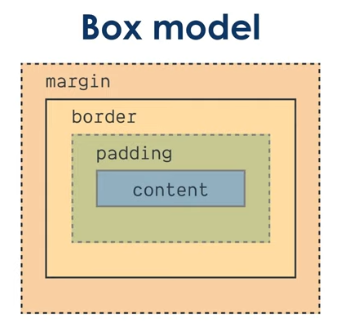 Box model
margin
border
padding
content